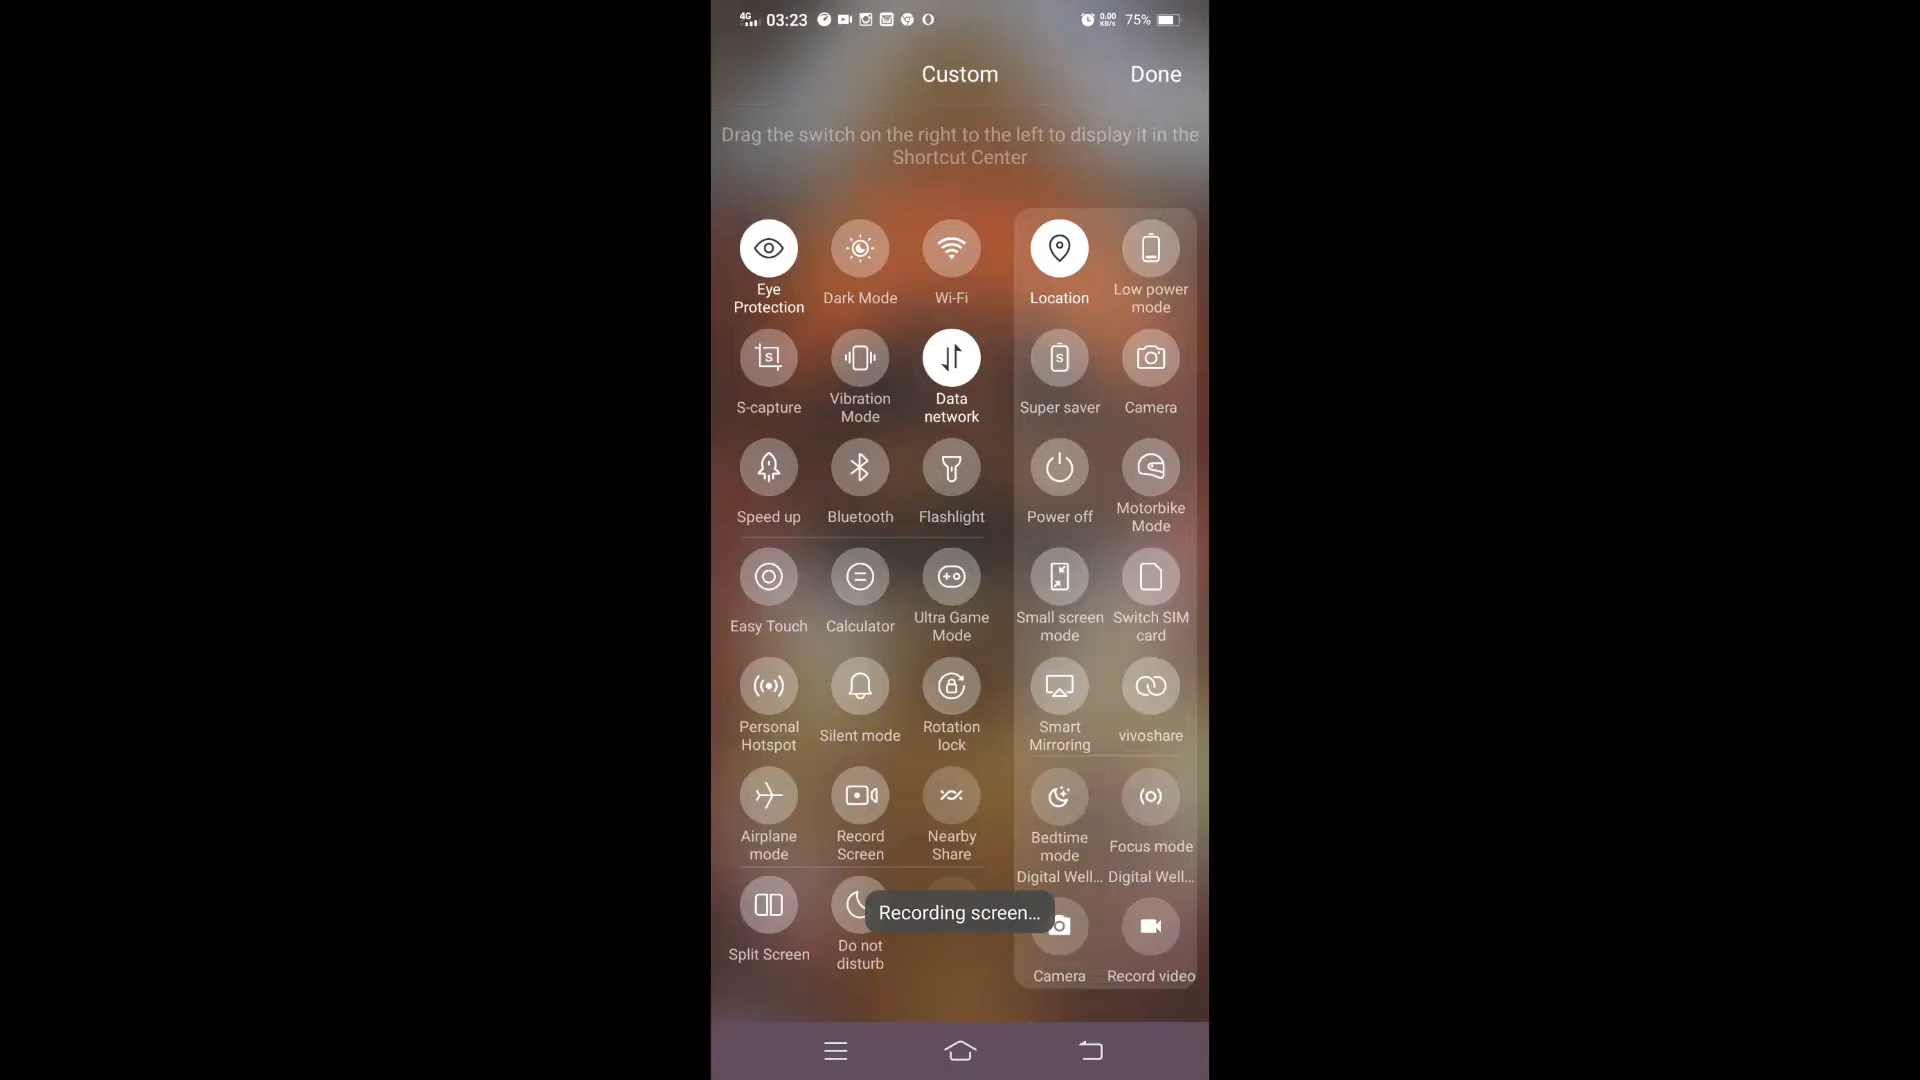 4G 03:23 0.00 KB/s 75%
Custom Done
Drag the switch on the right to the left to display it in the
Shortcut Center
Eye
Protection
Dark Mode
Wi-Fi
Location
Low power
mode
S-capture
Vibration
Mode
Data
network
Super saver
Camera
Speed up
Bluetooth
Flashlight
Power off
Motorbike
Mode
Easy Touch
Calculator
Ultra Game
Mode
Small screen
mode
Switch SIM
card
Personal
Hotspot
Silent mode
Rotation
lock
Smart
Mirroring
vivoshare
Airplane
mode
Record
Screen
Nearby
Share
Bedtime
mode
Digital Well...
Focus mode
Digital Well...
Split Screen
Do not
disturb
Recording screen...
Camera
Record video